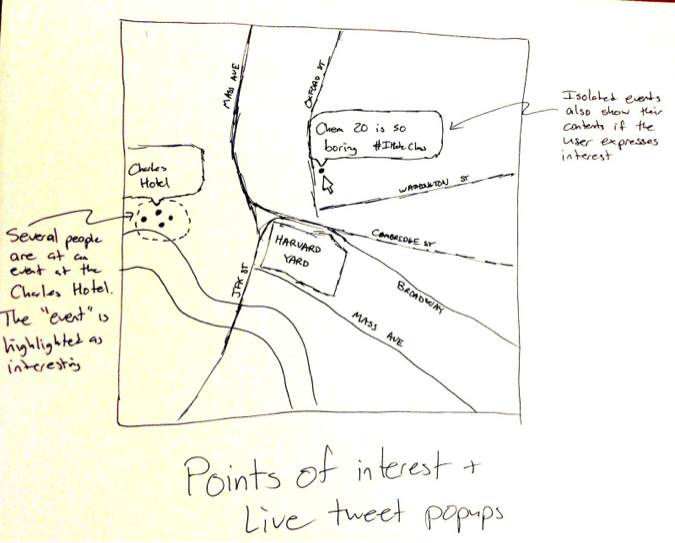 MASS AVE
OXFORD ST
Chem 20 is so
boring #IHateClass
Isolated events
also show their
contents if the
user expresses
interest
Charles
Hotel
WASHINGTON ST
Several people
are at an
event at the
Charles Hotel.
The "event" is
highlighted as
interesting
HARVARD
YARD
CAMBRIDGE ST
JFK ST
BROADWAY
MASS AVE
Points of interest +
Live tweet popups